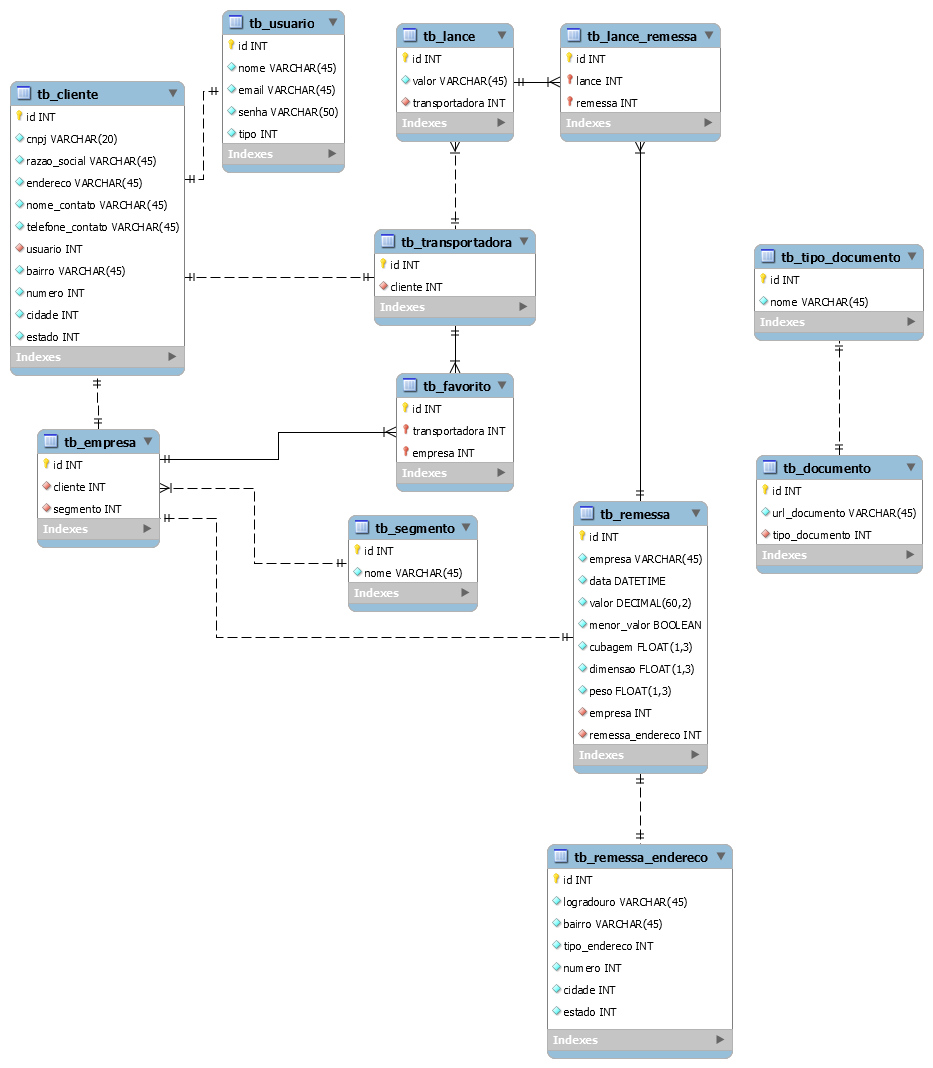 tb_usuario
id INT
nome VARCHAR(45)
email VARCHAR(45)
senha VARCHAR(50)
tipo INT
Indexes
tb_lance
id INT
valor VARCHAR(45)
transportadora INT
Indexes
tb_lance_remessa
id INT
lance INT
remessa INT
Indexes
tb_cliente
id INT
cnpj VARCHAR(20)
razao_social VARCHAR(45)
endereco VARCHAR(45)
nome_contato VARCHAR(45)
telefone_contato VARCHAR(45)
usuario INT
bairro VARCHAR(45)
numero INT
cidade INT
estado INT
Indexes
tb_transportadora
id INT
cliente INT
Indexes
tb_tipo_documento
id INT
nome VARCHAR(45)
Indexes
tb_favorito
id INT
transportadora INT
empresa INT
Indexes
tb_empresa
id INT
cliente INT
segmento INT
Indexes
tb_documento
id INT
url_documento VARCHAR(45)
tipo_documento INT
Indexes
tb_segmento
id INT
nome VARCHAR(45)
Indexes
tb_remessa
id INT
empresa VARCHAR(45)
data DATETIME
valor DECIMAL(60,2)
menor_valor BOOLEAN
cubagem FLOAT(1,3)
dimensao FLOAT(1,3)
peso FLOAT(1,3)
empresa INT
remessa_endereco INT
Indexes
tb_remessa_endereco
id INT
logradouro VARCHAR(45)
bairro VARCHAR(45)
tipo_endereco INT
numero INT
cidade INT
estado INT
Indexes